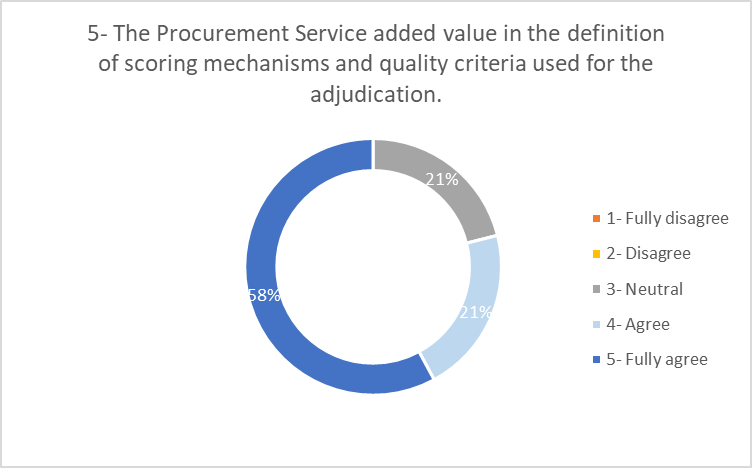 5- The Procurement Service added value in the definition
of scoring mechanisms and quality criteria used for the
adjudication.
21%
21%
58%
1- Fully disagree
2- Disagree
3- Neutral
4- Agree
5- Fully agree